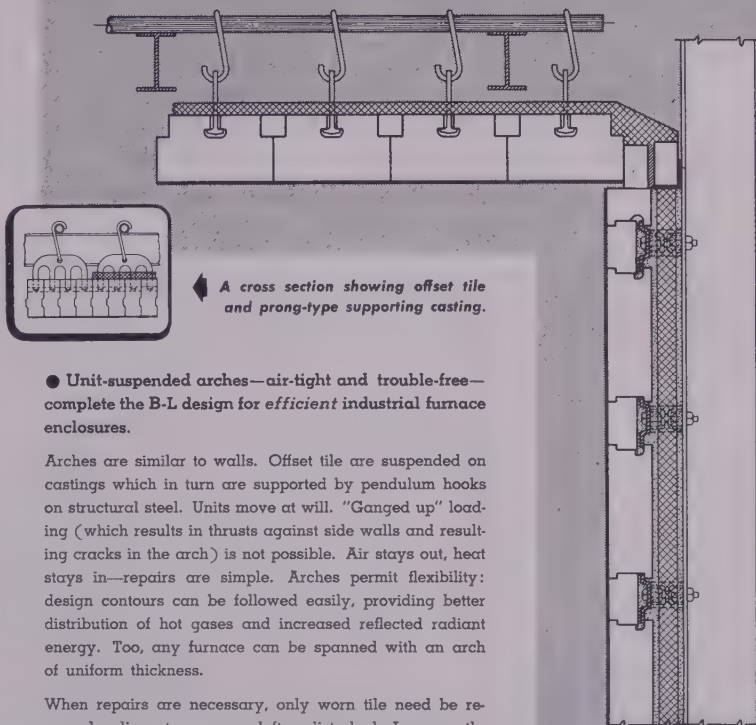 A cross section showing offset tile
and prong-type supporting casting.
● Unit-suspended arches—air-tight and trouble-free—
complete the B-L design for efficient industrial furnace
enclosures.
Arches are similar to walls. Offset tile are suspended on
castings which in turn are supported by pendulum hooks
on structural steel. Units move at will. "Ganged up" load-
ing (which results in thrusts against side walls and result-
ing cracks in the arch) is not possible. Air stays out, heat
stays in—repairs are simple. Arches permit flexibility:
design contours can be followed easily, providing better
distribution of hot gases and increased reflected radiant
energy. Too, any furnace can be spanned with an arch
of uniform thickness.
When repairs are necessary, only worn tile need be re-